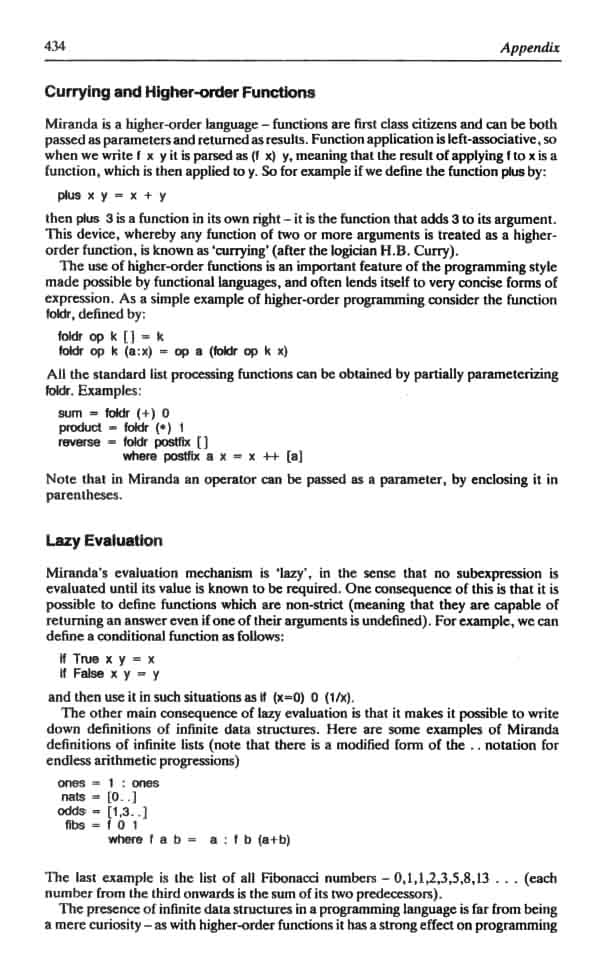 434 Appendix
Currying and Higher-order Functions
Miranda is a higher-order language – functions are first class citizens and can be both
passed as parameters and returned as results. Function application is left-associative, so
when we write f x y it is parsed as (f x) y, meaning that the result of applying f to x is a
function, which is then applied to y. So for example if we define the function plus by:
plus x y = x + y
then plus 3 is a function in its own right – it is the function that adds 3 to its argument.
This device, whereby any function of two or more arguments is treated as a higher-
order function, is known as ‘currying’ (after the logician H.B. Curry).
The use of higher-order functions is an important feature of the programming style
made possible by functional languages, and often lends itself to very concise forms of
expression. As a simple example of higher-order programming consider the function
foldr, defined by:
foldr op k [] = k
foldr op k (a:x) = op a (foldr op k x)
All the standard list processing functions can be obtained by partially parameterizing
foldr. Examples:
sum = foldr (+) 0
product = foldr (*) 1
reverse = foldr postfix []
where postfix a x = x ++ [a]
Note that in Miranda an operator can be passed as a parameter, by enclosing it in
parentheses.
Lazy Evaluation
Miranda's evaluation mechanism is ‘lazy’, in the sense that no subexpression is
evaluated until its value is known to be required. One consequence of this is that it is
possible to define functions which are non-strict (meaning that they are capable of
returning an answer even if one of their arguments is undefined). For example, we can
define a conditional function as follows:
if True x y = x
if False x y = y
and then use it in such situations as if (x=0) 0 (1/x).
The other main consequence of lazy evaluation is that it makes it possible to write
down definitions of infinite data structures. Here are some examples of Miranda
definitions of infinite lists (note that there is a modified form of the .. notation for
endless arithmetic progressions)
ones = 1 : ones
nats = [0..]
odds = [1,3..]
fibs = f 0 1
where f a b = a : f b (a+b)
The last example is the list of all Fibonacci numbers – 0,1,1,2,3,5,8,13 . . . (each
number from the third onwards is the sum of its two predecessors).
The presence of infinite data structures in a programming language is far from being
a mere curiosity – as with higher-order functions it has a strong effect on programming